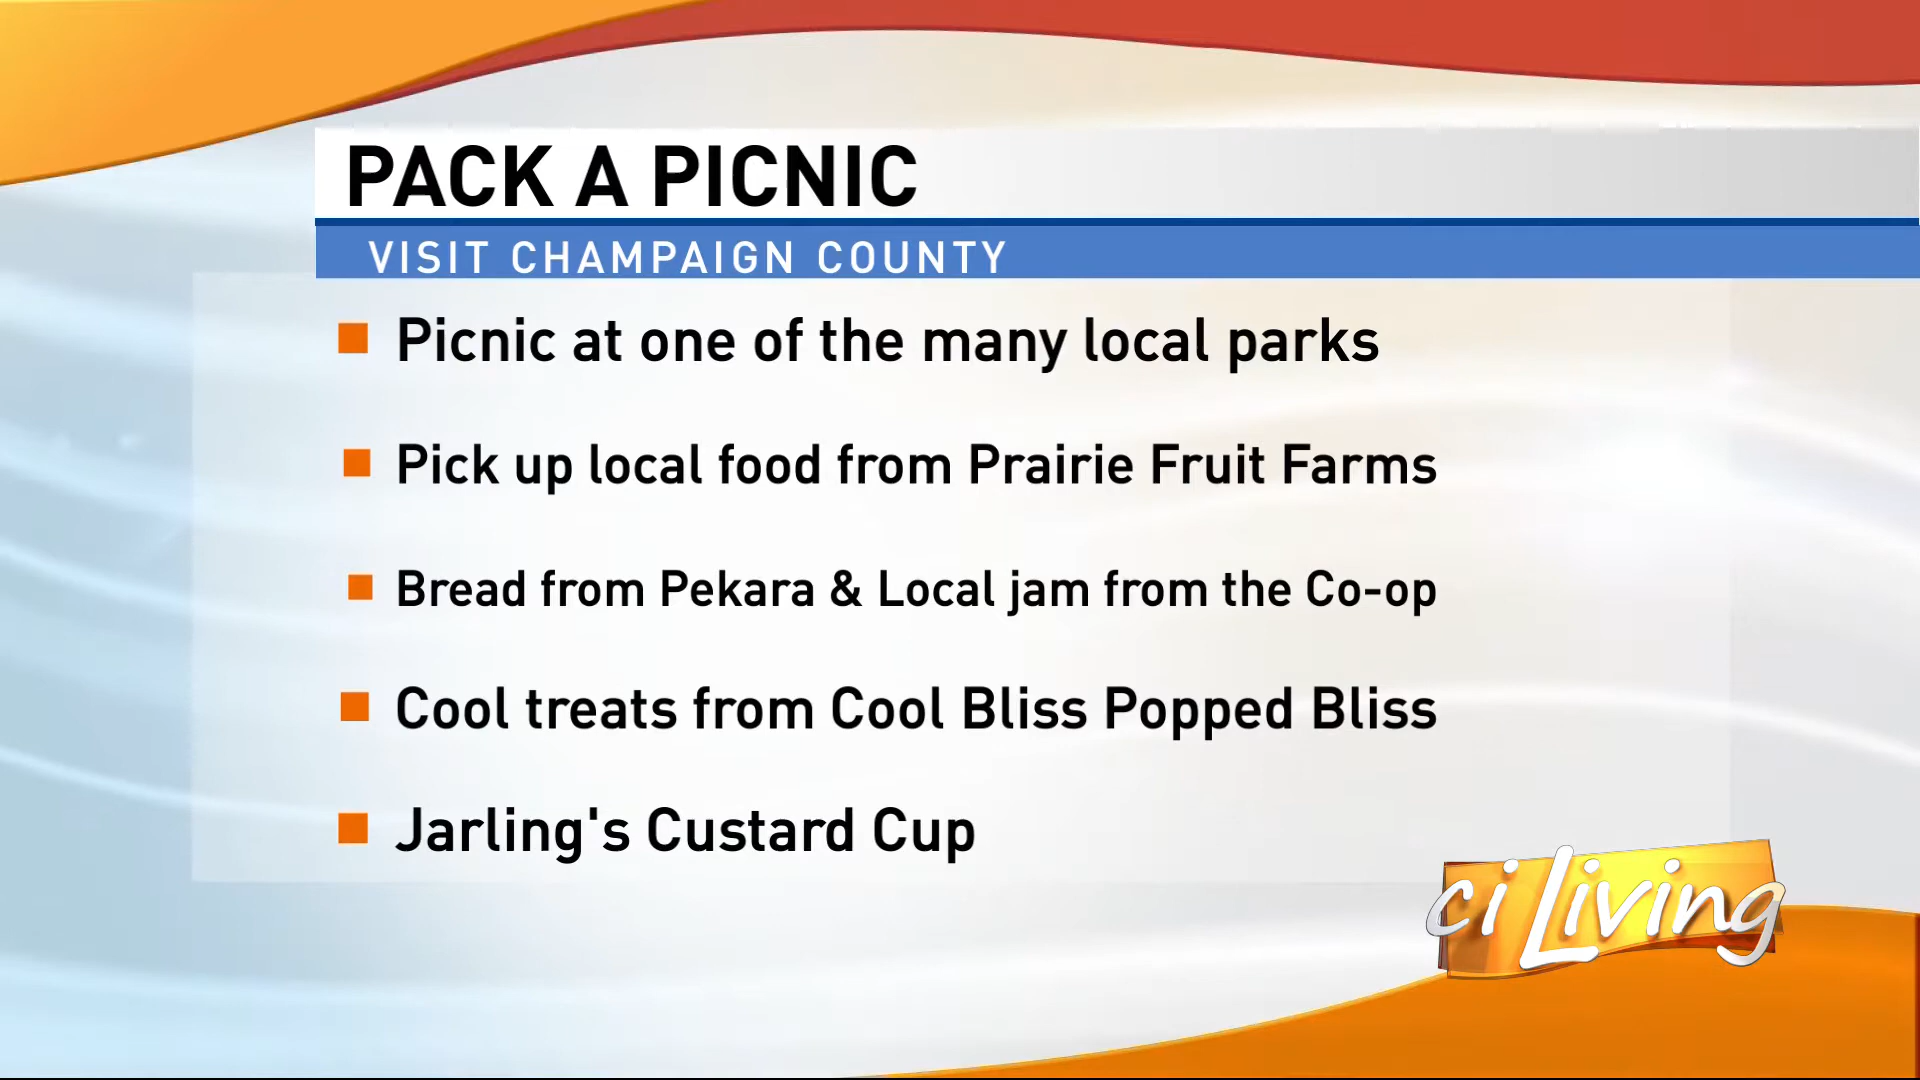 PACK A PICNIC
VISIT CHAMPAIGN COUNTY
Picnic at one of the many local parks
Pick up local food from Prairie Fruit Farms
Bread from Pekara & Local jam from the Co-op
Cool treats from Cool Bliss Popped Bliss
Jarling's Custard Cup
ci Living